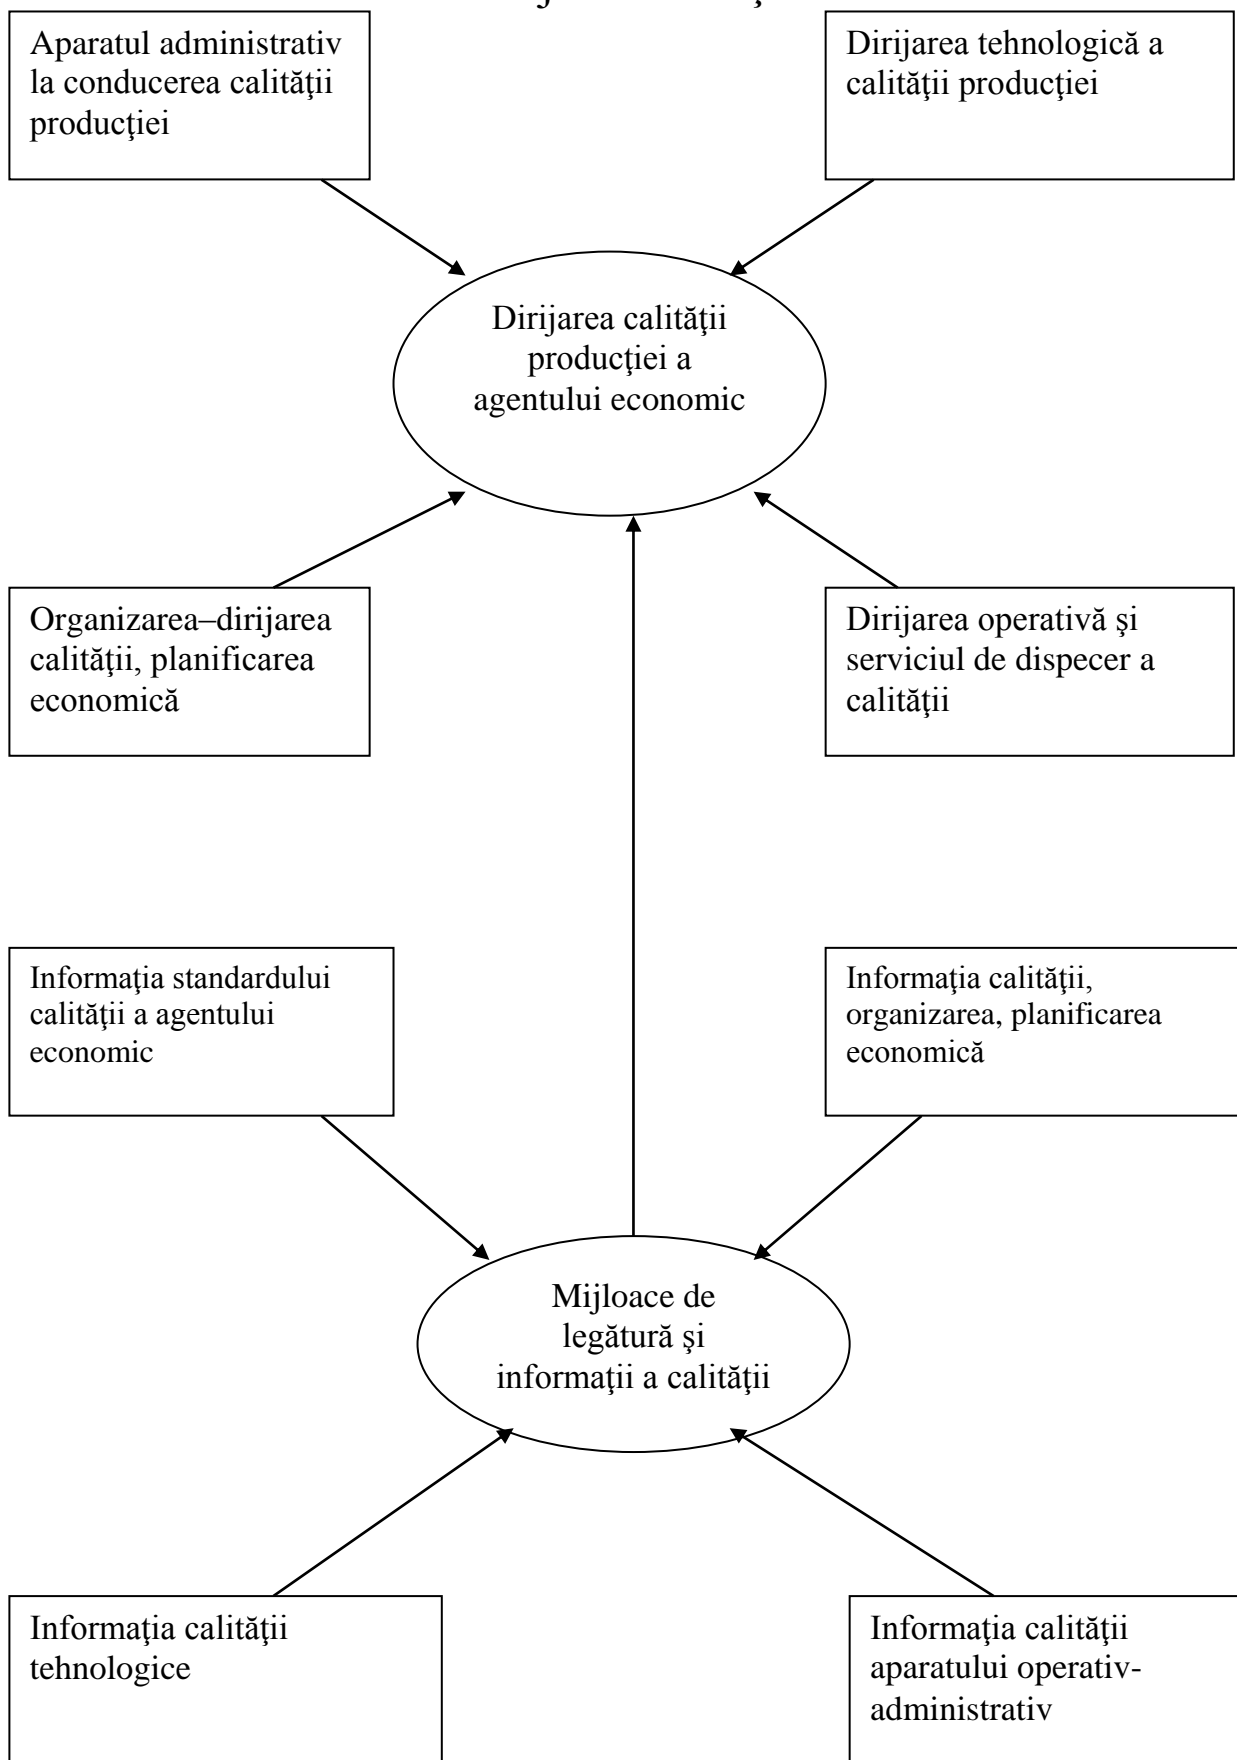 Aparatul administrativ
la conducerea calităţii
producţiei
Dirijarea tehnologică a
calităţii producţiei
Dirijarea calităţii
producţiei a
agentului economic
Organizarea–dirijarea
calităţii, planificarea
economică
Dirijarea operativă şi
serviciul de dispecer a
calităţii
Informaţia standardului
calităţii a agentului
economic
Informaţia calităţii,
organizarea, planificarea
economică
Mijloace de
legătură şi
informaţii a calităţii
Informaţia calităţii
tehnologice
Informaţia calităţii
aparatului operativ-
administrativ